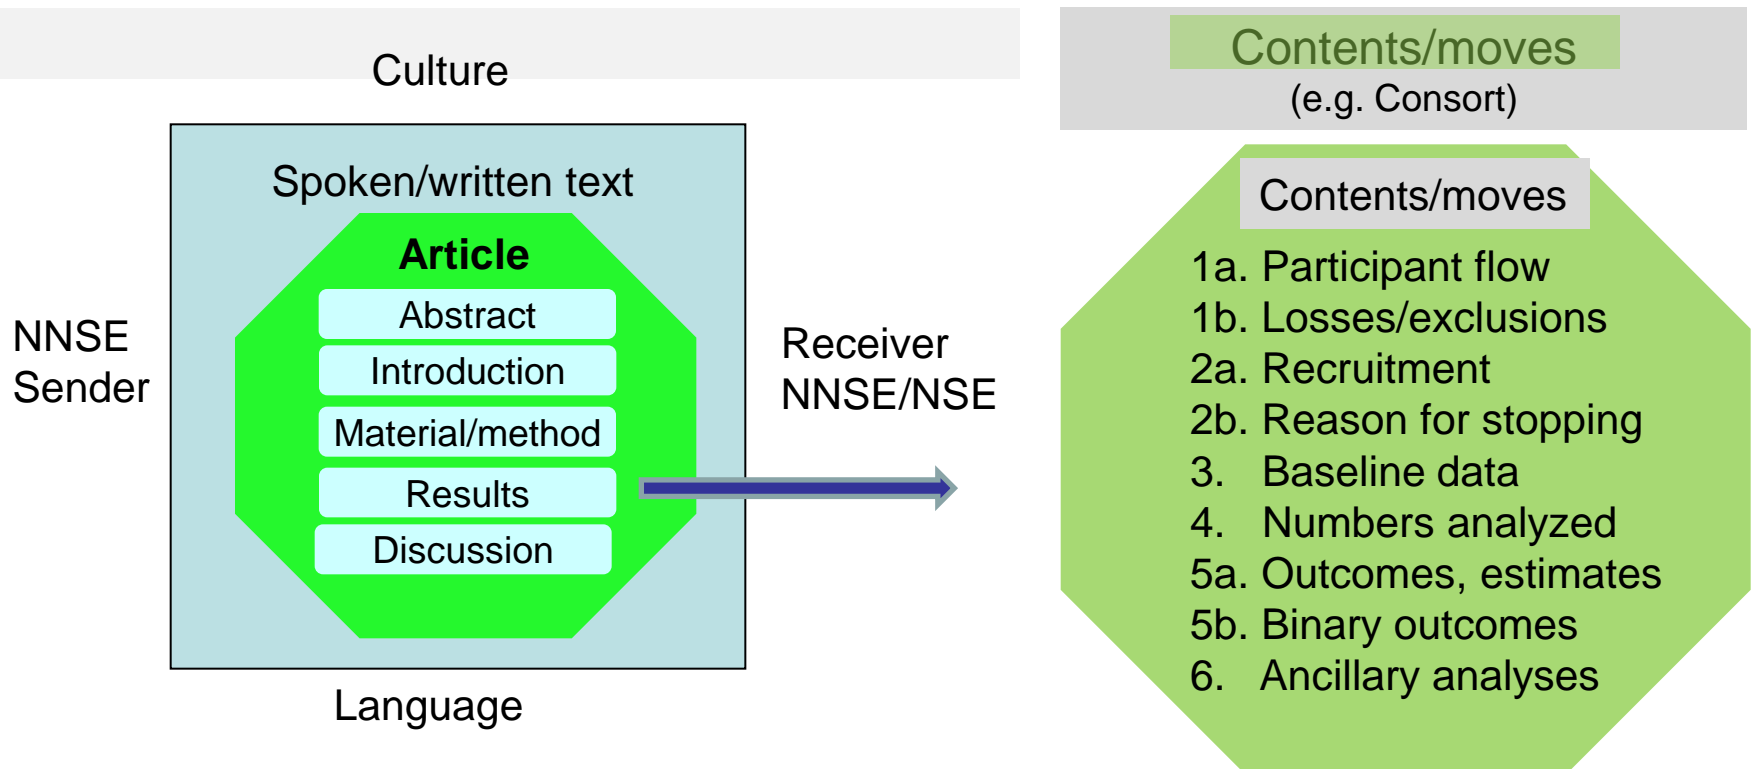 Culture
Spoken/written text
Article
Abstract
Introduction
Material/method
Results
Discussion
NNSE
Sender
Receiver
NNSE/NSE
Language
Contents/moves
(e.g. Consort)
Contents/moves
1a. Participant flow
1b. Losses/exclusions
2a. Recruitment
2b. Reason for stopping
3. Baseline data
4. Numbers analyzed
5a. Outcomes, estimates
5b. Binary outcomes
6. Ancillary analyses